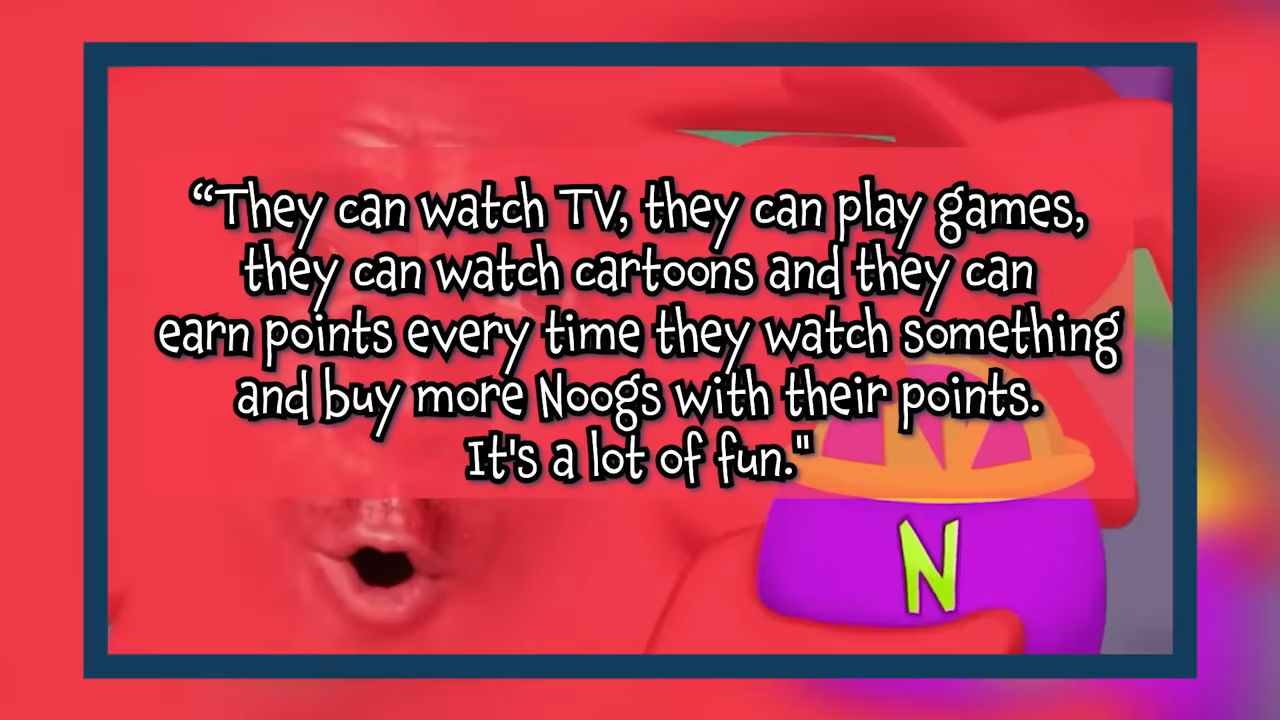 “They can watch TV, they can play games,
they can watch cartoons and they can
earn points every time they watch something
and buy more Noogs with their points.
It's a lot of fun."
N